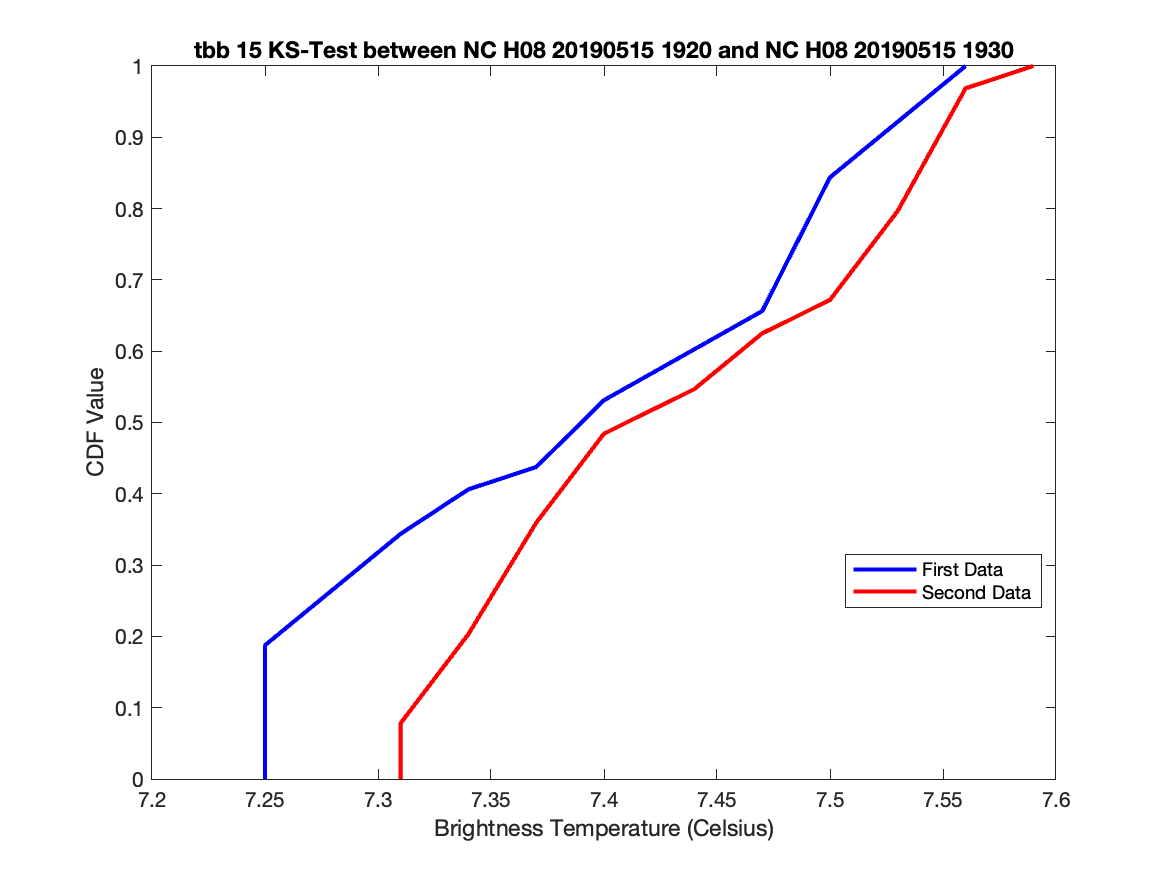 tbb 15 KS-Test between NC H08 20190515 1920 and NC H08 20190515 1930
1
0.9
0.8
0.7
0.6
0.5
0.4
0.3
0.2
0.1
0
CDF Value
First Data
Second Data
7.2 7.25 7.3 7.35 7.4 7.45 7.5 7.55 7.6
Brightness Temperature (Celsius)